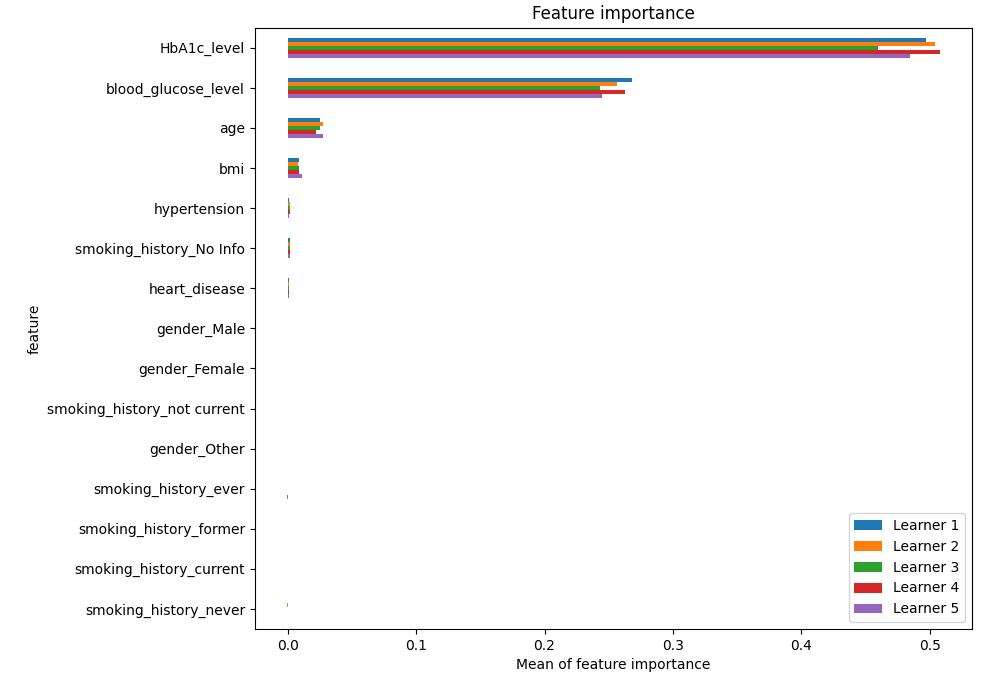 Feature importance
HbA1c_level
blood_glucose_level
age
bmi
hypertension
smoking_history_No Info
heart_disease
gender_Male
gender_Female
smoking_history_not current
gender_Other
smoking_history_ever
smoking_history_former
smoking_history_current
smoking_history_never
feature
Learner 1
Learner 2
Learner 3
Learner 4
Learner 5
0.0 0.1 0.2 0.3 0.4 0.5
Mean of feature importance